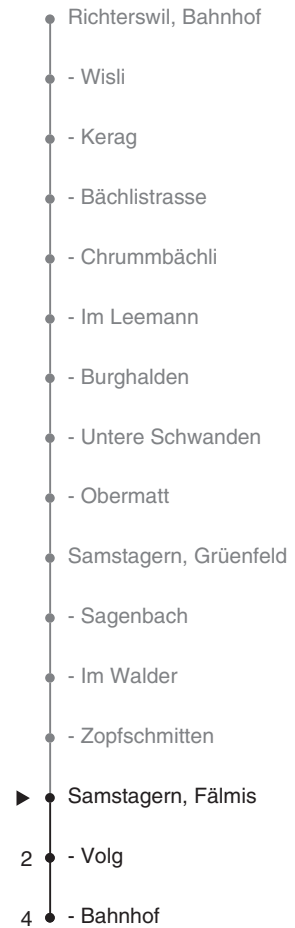 Richterswil, Bahnhof
- Wisli
- Kerag
- Bächlistrasse
- Chrummbächli
- Im Leemann
- Burghalden
- Untere Schwanden
- Obermatt
Samstagern, Grüenfeld
- Sagenbach
- Im Walder
- Zopfschmitten
Samstagern, Fälmis
2 - Volg
4 - Bahnhof